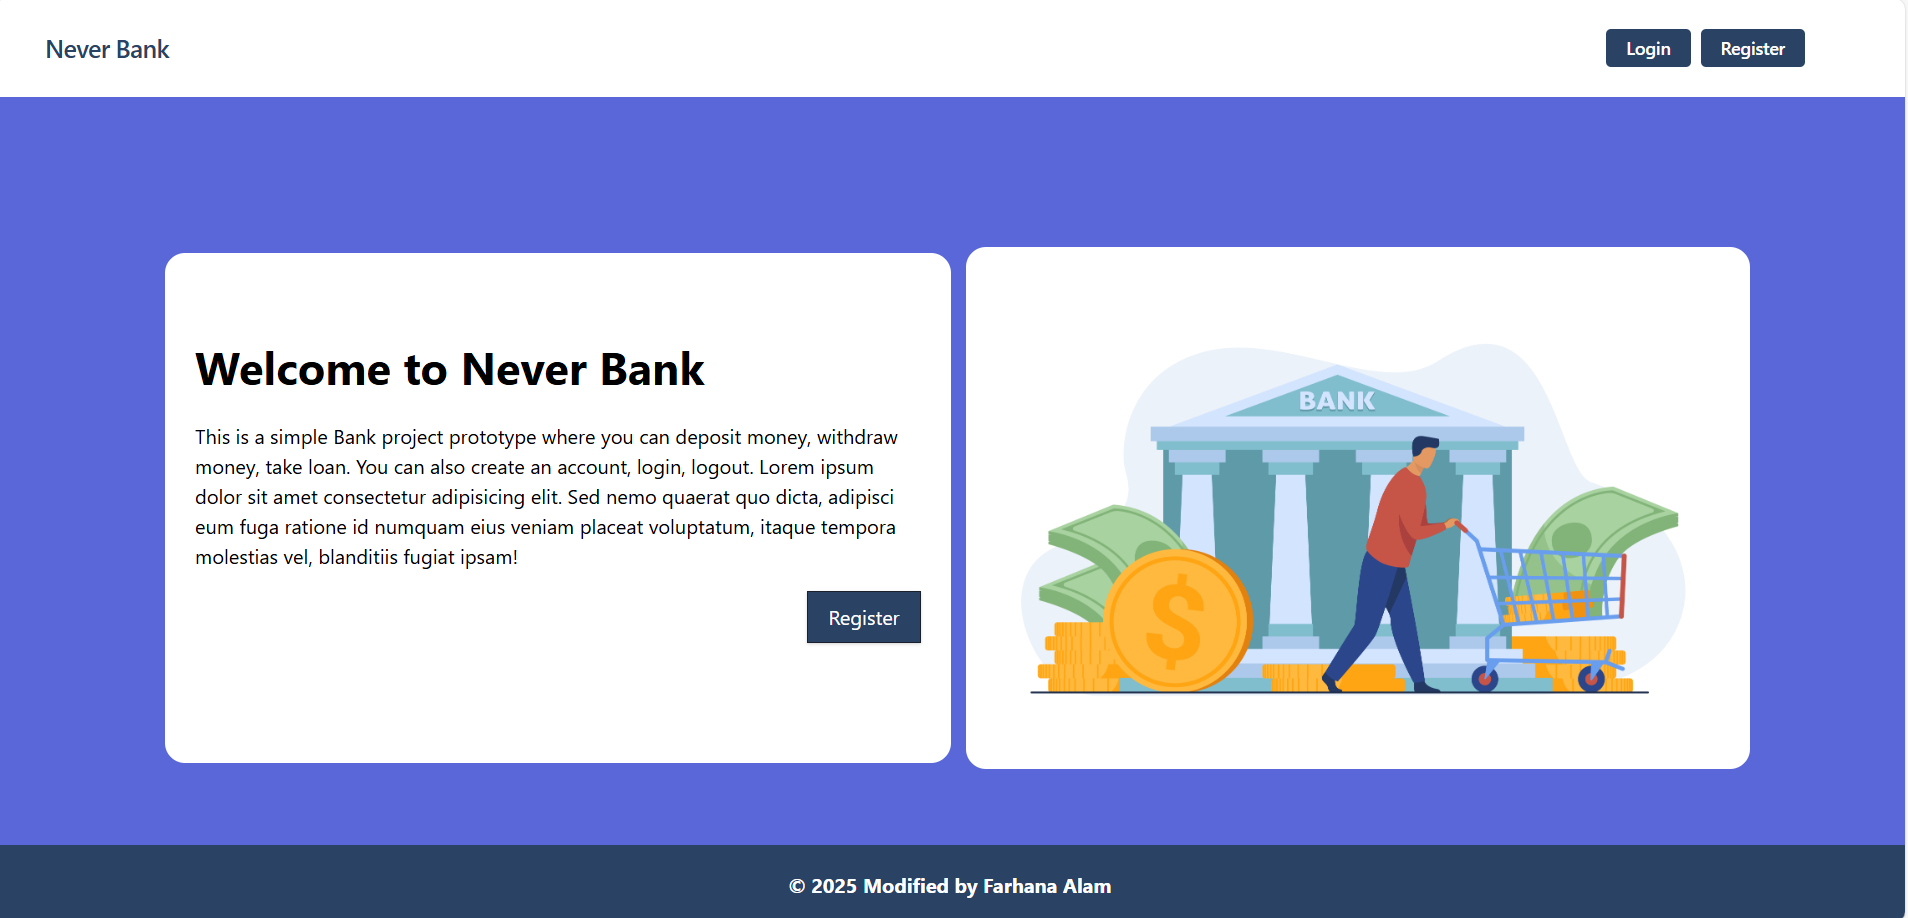 Never Bank
Login
Register
Welcome to Never Bank
This is a simple Bank project prototype where you can deposit money, withdraw
money, take loan. You can also create an account, login, logout. Lorem ipsum
dolor sit amet consectetur adipisicing elit. Sed nemo quaerat quo dicta, adipisci
eum fuga ratione id numquam eius veniam placeat voluptatum, itaque tempora
molestias vel, blanditiis fugiat ipsam!
Register
BANK
$
© 2025 Modified by Farhana Alam